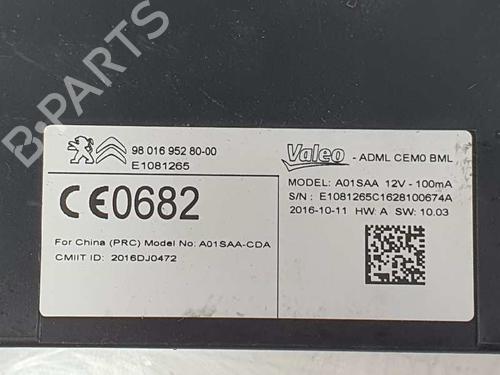 B-PARTS
98 016 952 80-00
E1081265
CE0682
For China (PRC) Model No: A01SAA-CDA
CMIIT ID: 2016DJ0472
Valeo - ADML CEM0 BML
MODEL: A01SAA 12V - 100mA
S/N : E1081265C1628100674A
2016-10-11 HW: A SW: 10.03